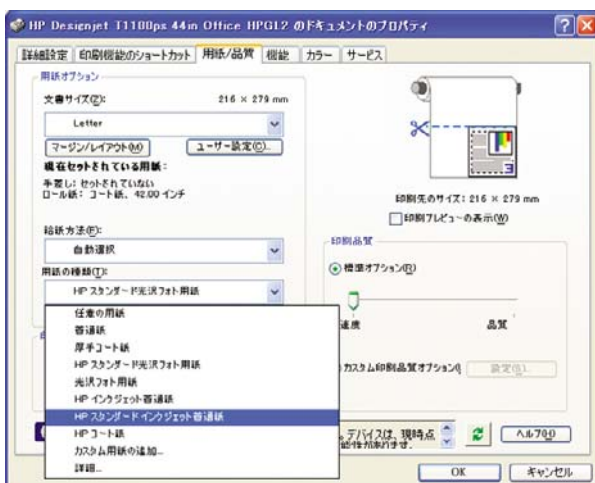 HP Designjet T1100ps 44in Office HPGL2 のドキュメントのプロパティ
詳細設定 印刷機能のショートカット 用紙/品質 機能 カラー サービス
用紙オプション
文書サイズ(Z): 216 × 279 mm
Letter
マージン/レイアウト(M) ユーザー設定(C)...
現在セットされている用紙:
手差し: セットされていない
ロール紙: コート紙、42.00 インチ
給紙方法(F):
自動選択
用紙の種類(T):
HP スタンダード光沢フォト用紙
任意の用紙
普通紙
厚手コート紙
HP スタンダード光沢フォト用紙
光沢フォト用紙
HP インクジェット普通紙
HP スタンダード インクジェット普通紙
HP コート紙
カスタム用紙の追加...
詳細...
印刷先のサイズ: 216 × 279 mm
印刷プレビューの表示(W)
印刷品質
標準オプション(R)
速度 品質
カスタム印刷品質オプション( 設定(
デバイスは、現時点
ヘルプ
OK キャンセル